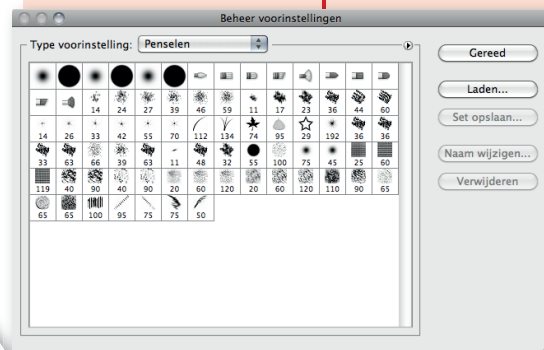 Beheer voorinstellingen
Type voorinstelling: Penselen
Gereed
Laden...
Set opslaan...
Naam wijzigen...
Verwijderen
14 24 27 39 46 59 11 17 23 36 44 60
14 26 33 42 55 70 112 134 74 95 29 192 36 36
33 63 66 39 63 11 48 32 55 100 75 45 25 60
119 40 90 40 90 20 60 120 20 60 120 110 90 65
65 65 100 95 75 75 50